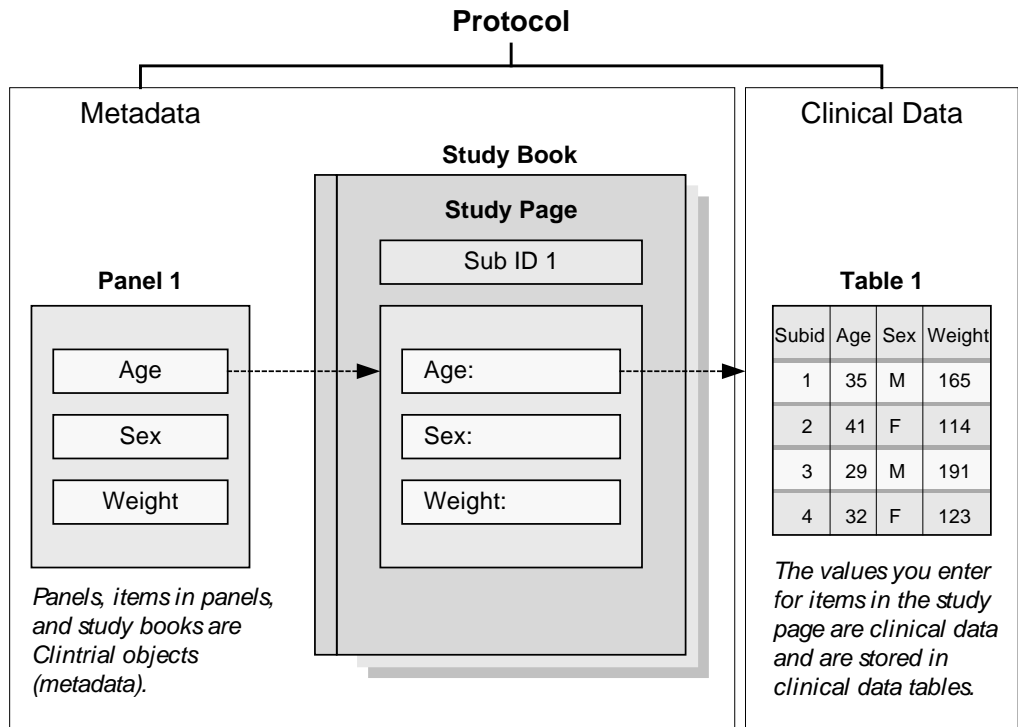 Protocol
Metadata
Clinical Data
Study Book
Study Page
Sub ID 1
Panel 1
Age
Sex
Weight
Age:
Sex:
Weight:
Panels, items in panels,
and study books are
Clintrial objects
(metadata).
Table 1
Subid Age Sex Weight
1 35 M 165
2 41 F 114
3 29 M 191
4 32 F 123
The values you enter
for items in the study
page are clinical data
and are stored in
clinical data tables.